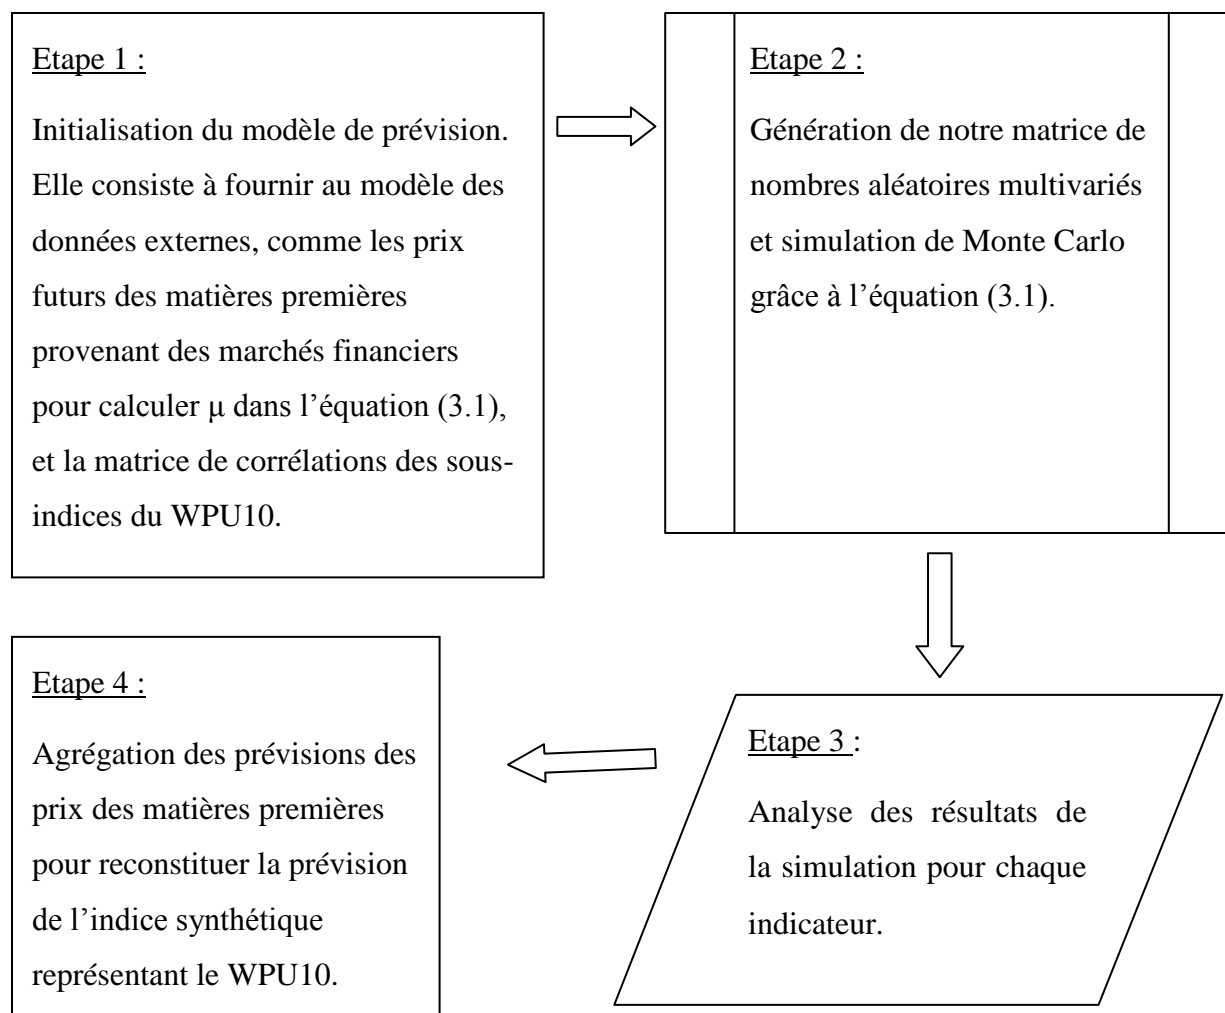 Etape 1 :
Initialisation du modèle de prévision.
Elle consiste à fournir au modèle des
données externes, comme les prix
futurs des matières premières
provenant des marchés financiers
pour calculer μ dans l’équation (3.1),
et la matrice de corrélations des sous-
indices du WPU10.
Etape 2 :
Génération de notre matrice de
nombres aléatoires multivariés
et simulation de Monte Carlo
grâce à l’équation (3.1).
Etape 3 :
Analyse des résultats de
la simulation pour chaque
indicateur.
Etape 4 :
Agrégation des prévisions des
prix des matières premières
pour reconstituer la prévision
de l’indice synthétique
représentant le WPU10.